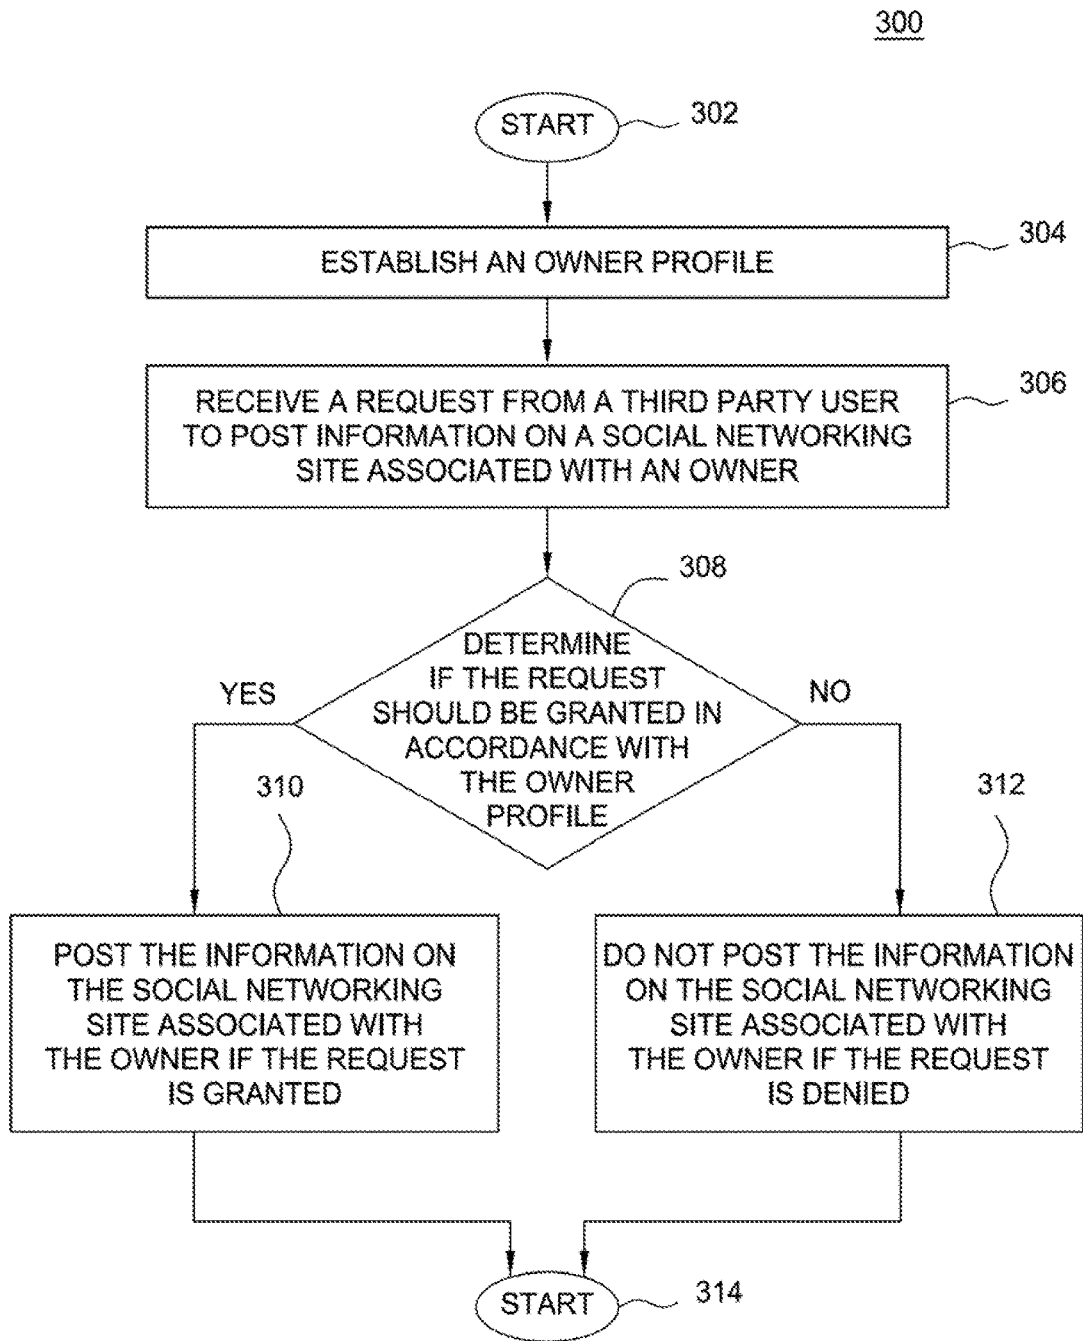 300
START
302
ESTABLISH AN OWNER PROFILE
304
RECEIVE A REQUEST FROM A THIRD PARTY USER
TO POST INFORMATION ON A SOCIAL NETWORKING
SITE ASSOCIATED WITH AN OWNER
306
308
DETERMINE
IF THE REQUEST
SHOULD BE GRANTED IN
ACCORDANCE WITH
THE OWNER
PROFILE
YES
NO
310
312
POST THE INFORMATION ON
THE SOCIAL NETWORKING
SITE ASSOCIATED WITH
THE OWNER IF THE REQUEST
IS GRANTED
DO NOT POST THE INFORMATION
ON THE SOCIAL NETWORKING
SITE ASSOCIATED WITH
THE OWNER IF THE REQUEST
IS DENIED
START
314